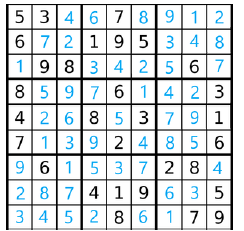 5 3 4 6 7 8 9 1 2
6 7 2 1 9 5 3 4 8
1 9 8 3 4 2 5 6 7
8 5 9 7 6 1 4 2 3
4 2 6 8 5 3 7 9 1
7 1 3 9 2 4 8 5 6
9 6 1 5 3 7 2 8 4
2 8 7 4 1 9 6 3 5
3 4 5 2 8 6 1 7 9